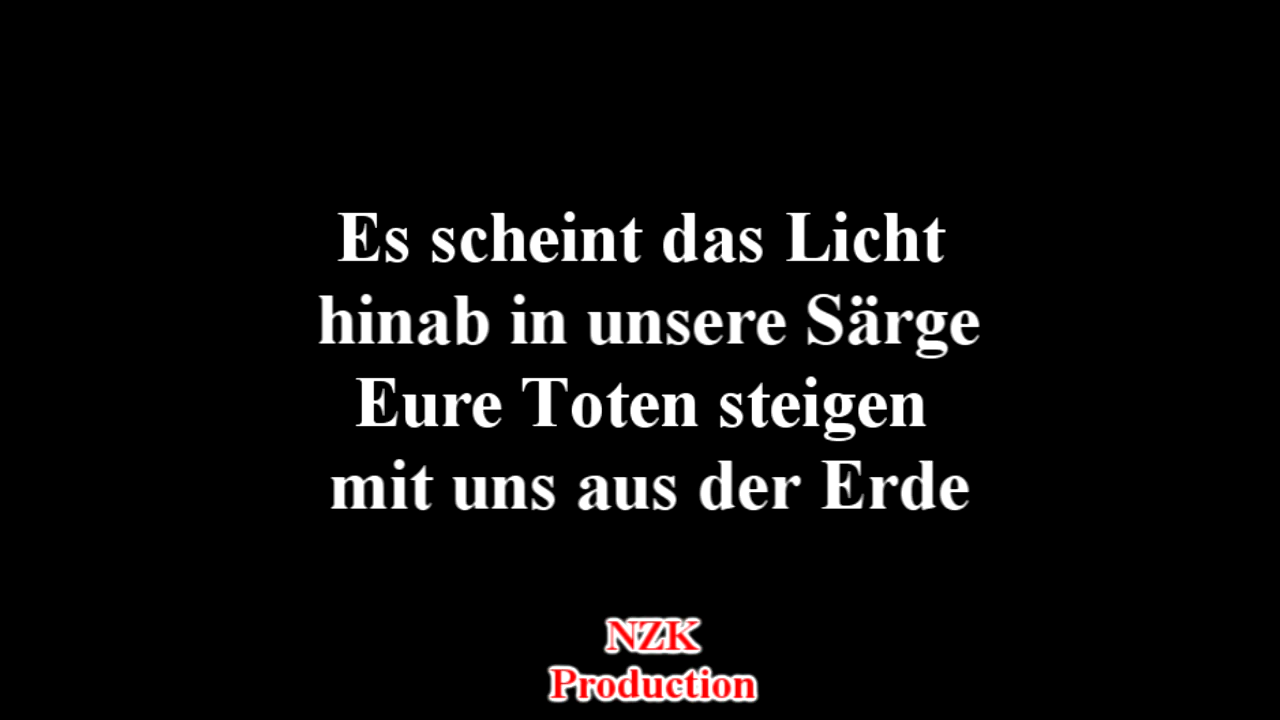 Es scheint das Licht
hinab in unsere Särge
Eure Toten steigen
mit uns aus der Erde
NZK
Production